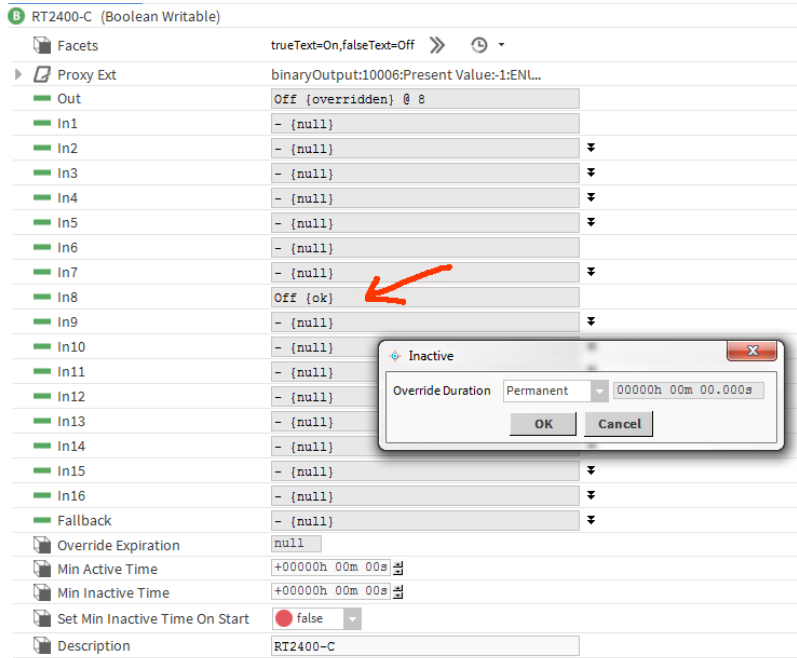 B RT2400-C (Boolean Writable)
Facets trueText=On,falseText=Off
Proxy Ext binaryOutput:10006:Present Value:-1:ENU...
Out Off {overridden} @ 8
In1 - {null}
In2 - {null}
In3 - {null}
In4 - {null}
In5 - {null}
In6 - {null}
In7 - {null}
In8 Off {ok}
In9 - {null}
In10 - {null}
Inactive
In11 - {null}
Override Duration Permanent 00000h 00m 00.000s
In12 - {null}
In13 - {null}
OK Cancel
In14 - {null}
In15 - {null}
In16 - {null}
Fallback - {null}
Override Expiration null
Min Active Time +00000h 00m 00s
Min Inactive Time +00000h 00m 00s
Set Min Inactive Time On Start false
Description RT2400-C